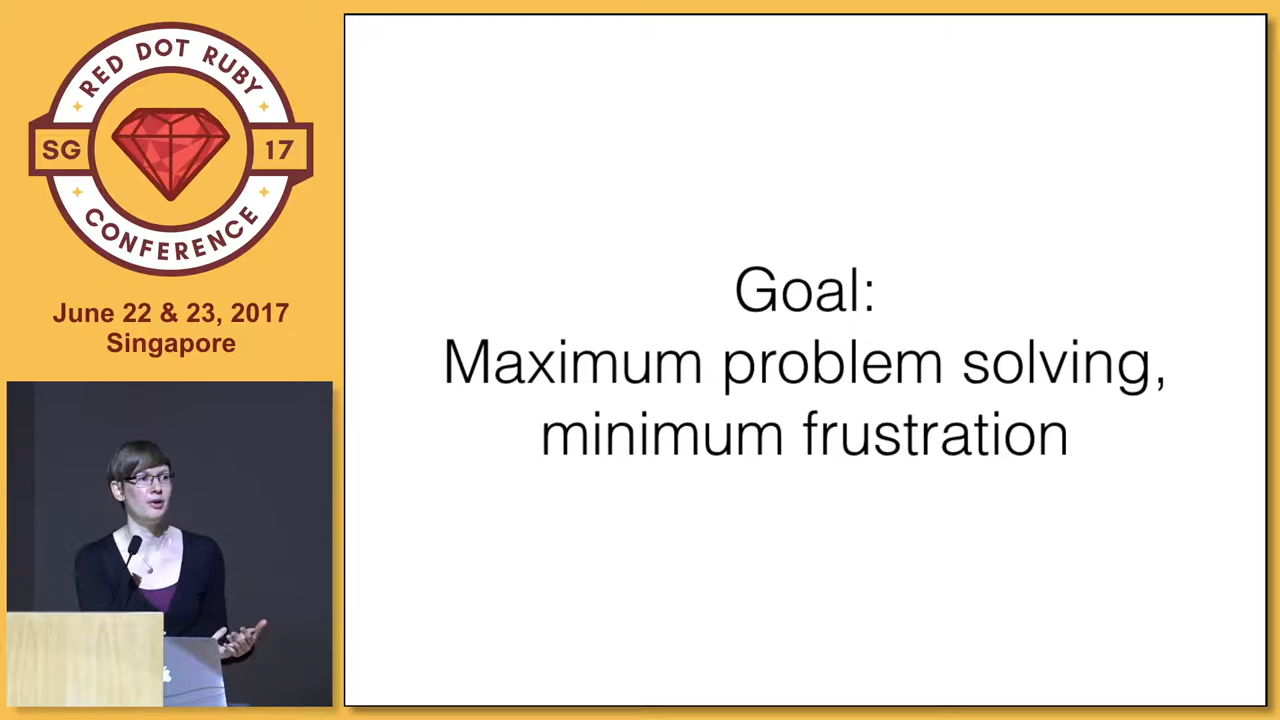 RED DOT RUBY
SG 17
CONFERENCE
June 22 & 23, 2017
Singapore
Goal:
Maximum problem solving,
minimum frustration